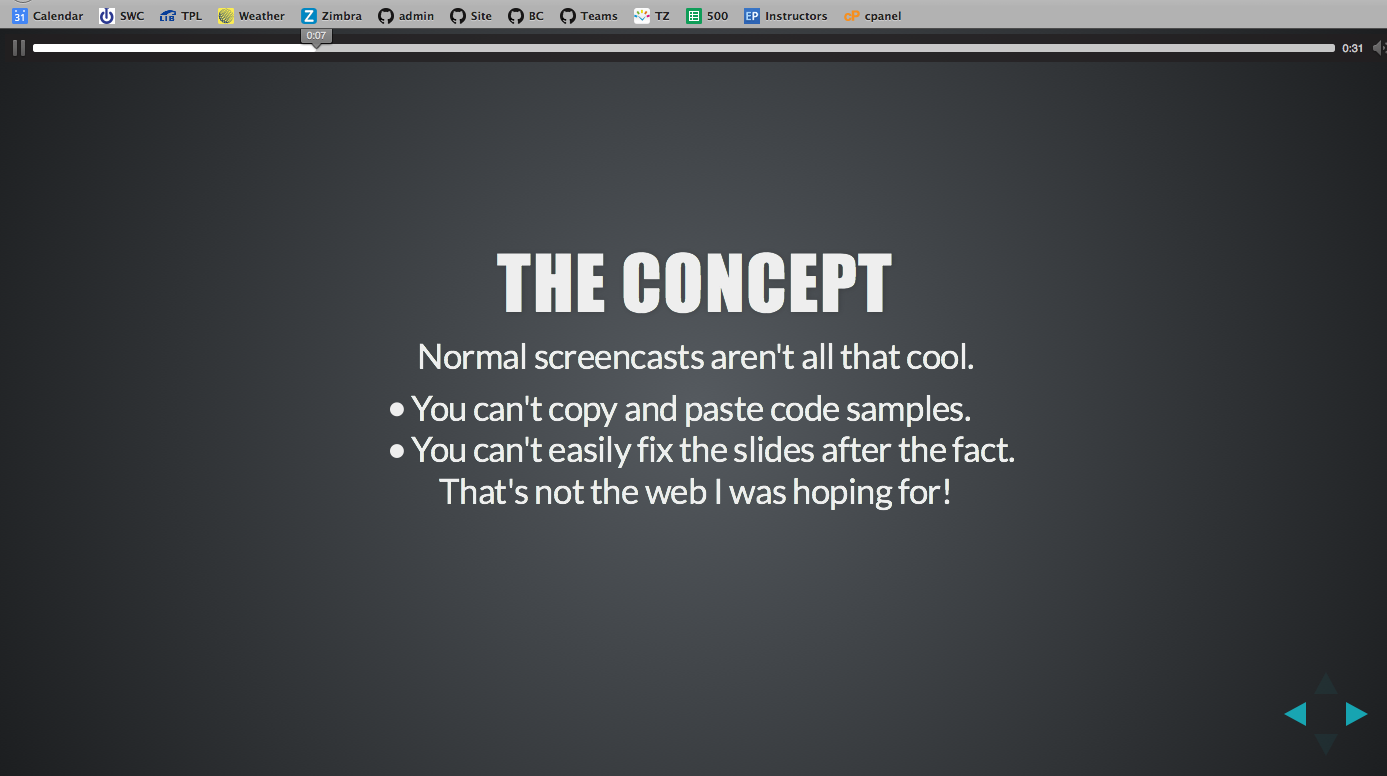 31 Calendar SWC LIB TPL Weather Z Zimbra admin Site BC Teams TZ 500 EP Instructors cP cpanel
0:07
0:31
THE CONCEPT
Normal screencasts aren't all that cool.
• You can't copy and paste code samples.
• You can't easily fix the slides after the fact.
That's not the web I was hoping for!